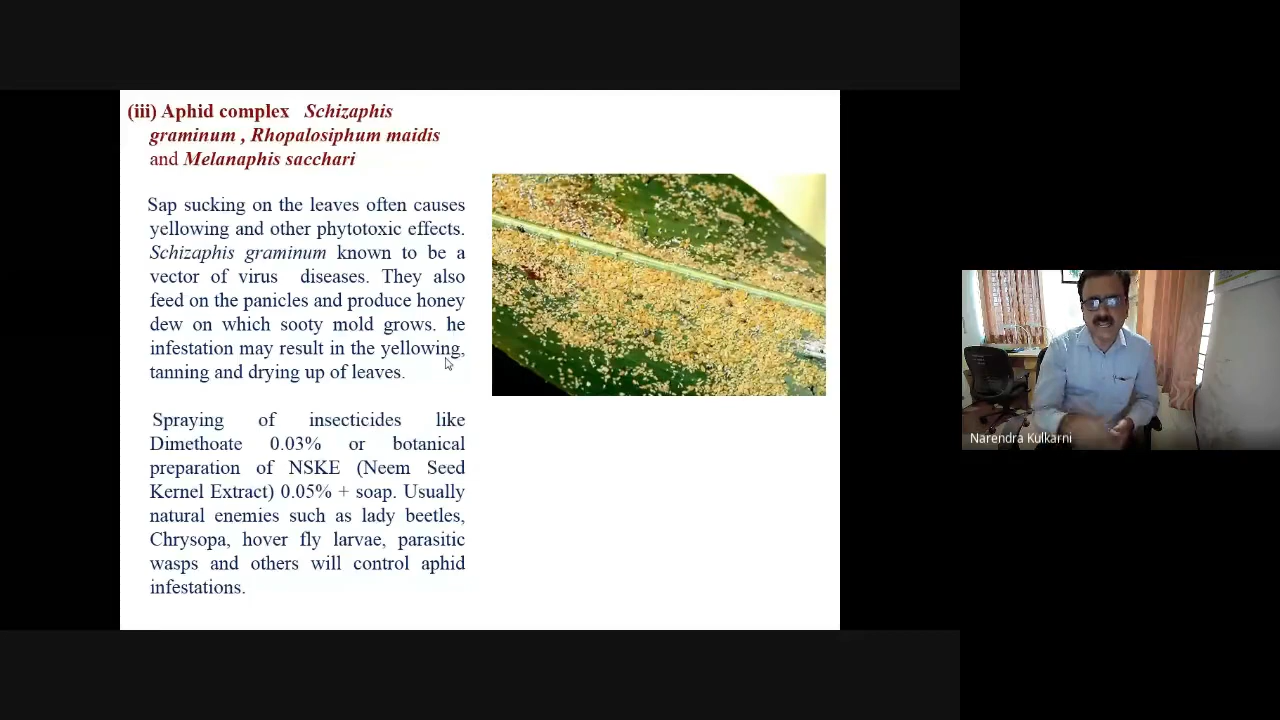 (iii) Aphid complex Schizaphis
graminum , Rhopalosiphum maidis
and Melanaphis sacchari
Sap sucking on the leaves often causes
yellowing and other phytotoxic effects.
Schizaphis graminum known to be a
vector of virus diseases. They also
feed on the panicles and produce honey
dew on which sooty mold grows. he
infestation may result in the yellowing,
tanning and drying up of leaves.
Spraying of insecticides like
Dimethoate 0.03% or botanical
preparation of NSKE (Neem Seed
Kernel Extract) 0.05% + soap. Usually
natural enemies such as lady beetles,
Chrysopa, hover fly larvae, parasitic
wasps and others will control aphid
infestations.
Narendra Kulkarni